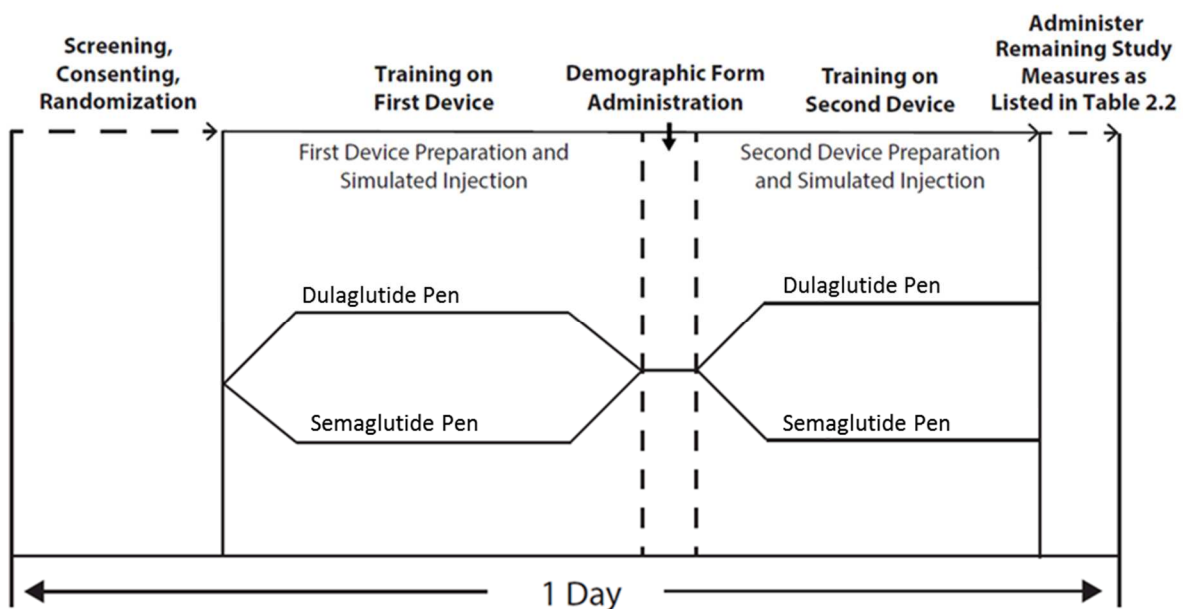 Screening,
Consenting,
Randomization
Training on
First Device
Demographic Form
Administration
Training on
Second Device
Administer
Remaining Study
Measures as
Listed in Table 2.2
First Device Preparation and
Simulated Injection
Second Device Preparation
and Simulated Injection
Dulaglutide Pen
Dulaglutide Pen
Semaglutide Pen
Semaglutide Pen
1 Day